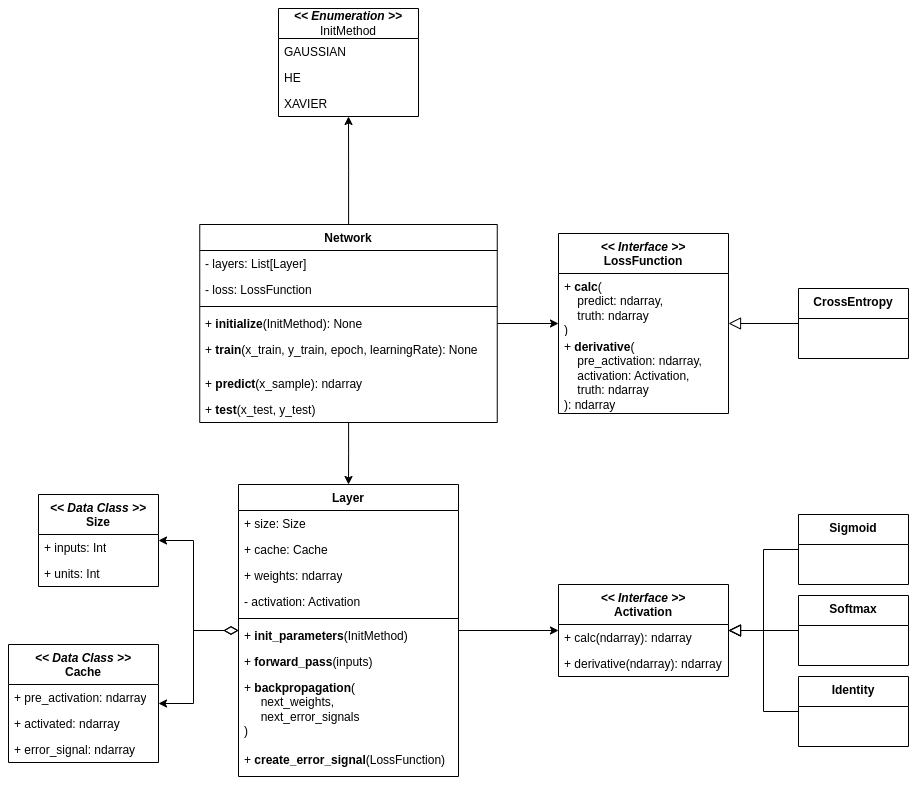 << Enumeration >>
InitMethod
GAUSSIAN
HE
XAVIER
Network
- layers: List[Layer]
- loss: LossFunction
+ initialize(InitMethod): None
+ train(x_train, y_train, epoch, learningRate): None
+ predict(x_sample): ndarray
+ test(x_test, y_test)
<< Interface >>
LossFunction
+ calc(
predict: ndarray,
truth: ndarray
)
+ derivative(
pre_activation: ndarray,
activation: Activation,
truth: ndarray
): ndarray
CrossEntropy
<< Data Class >>
Size
+ inputs: Int
+ units: Int
<< Data Class >>
Cache
+ pre_activation: ndarray
+ activated: ndarray
+ error_signal: ndarray
Layer
+ size: Size
+ cache: Cache
+ weights: ndarray
- activation: Activation
+ init_parameters(InitMethod)
+ forward_pass(inputs)
+ backpropagation(
next_weights,
next_error_signals
)
+ create_error_signal(LossFunction)
<< Interface >>
Activation
+ calc(ndarray): ndarray
+ derivative(ndarray): ndarray
Sigmoid
Softmax
Identity